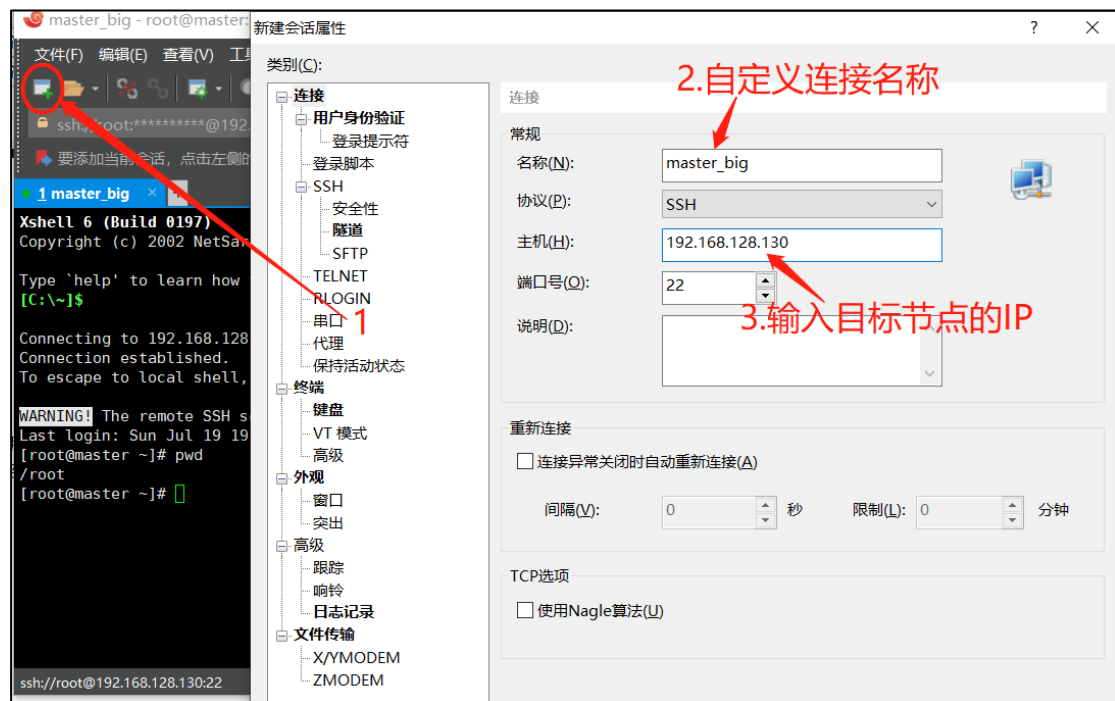 master_big - root@master:
文件(F) 编辑(E) 查看(V) 工具
ssh://root:**********@192.
要添加当前会话，点击左侧的
1 master_big ×
Xshell 6 (Build 0197)
Copyright (c) 2002 NetSar
Type `help' to learn how
[C:\~]$
Connecting to 192.168.128
Connection established.
To escape to local shell,
WARNING! The remote SSH s
Last login: Sun Jul 19 19
[root@master ~]# pwd
/root
[root@master ~]#
ssh://root@192.168.128.130:22
新建会话属性
? ×
类别(C):
连接
用户身份验证
登录提示符
登录脚本
SSH
安全性
隧道
SFTP
TELNET
RLOGIN
串口
代理
保持活动状态
终端
键盘
VT 模式
高级
外观
窗口
突出
高级
跟踪
响铃
日志记录
文件传输
X/YMODEM
ZMODEM
1
2.自定义连接名称
连接
常规
名称(N): master_big
协议(P): SSH
主机(H): 192.168.128.130
端口号(O): 22
3.输入目标节点的IP
说明(D):
重新连接
连接异常关闭时自动重新连接(A)
间隔(V): 0 秒 限制(L): 0 分钟
TCP选项
使用Nagle算法(U)